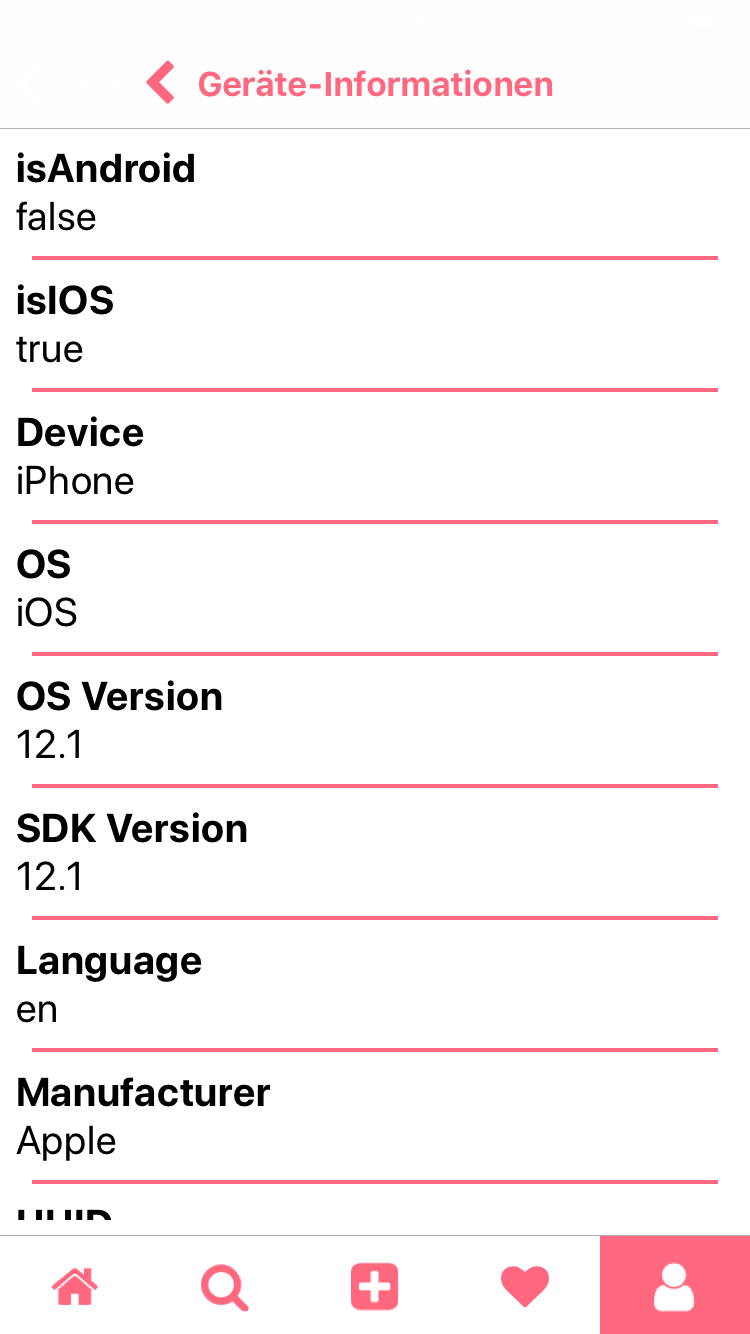 Geräte-Informationen
isAndroid
false
isIOS
true
Device
iPhone
OS
iOS
OS Version
12.1
SDK Version
12.1
Language
en
Manufacturer
Apple
UUID